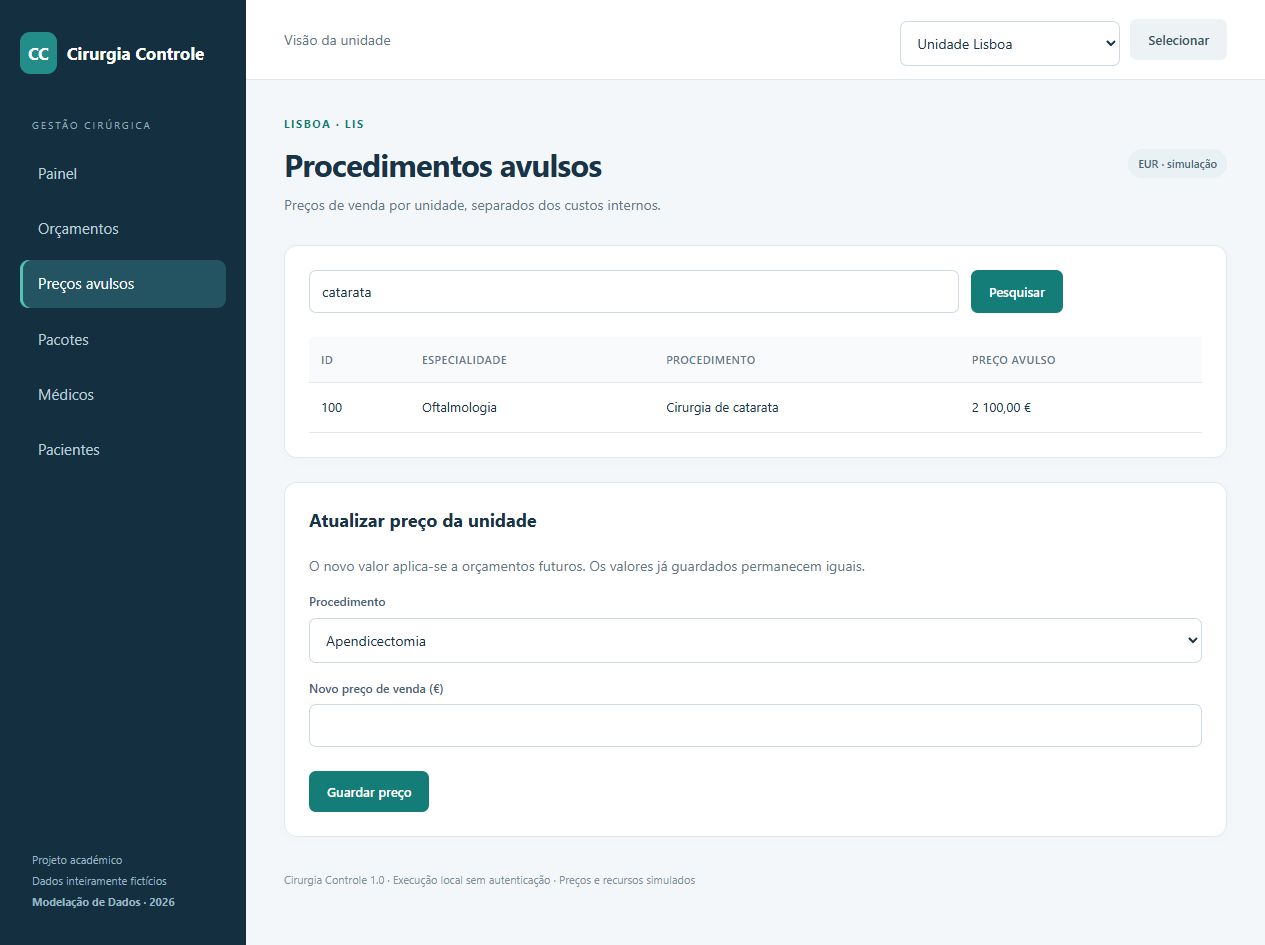 CC Cirurgia Controle
GESTÃO CIRÚRGICA
Painel
Orçamentos
Preços avulsos
Pacotes
Médicos
Pacientes
Projeto académico
Dados inteiramente fictícios
Modelação de Dados · 2026
Visão da unidade
Unidade Lisboa
Selecionar
LISBOA · LIS
Procedimentos avulsos
EUR · simulação
Preços de venda por unidade, separados dos custos internos.
catarata
Pesquisar
ID ESPECIALIDADE PROCEDIMENTO PREÇO AVULSO
100 Oftalmologia Cirurgia de catarata 2 100,00 €
Atualizar preço da unidade
O novo valor aplica-se a orçamentos futuros. Os valores já guardados permanecem iguais.
Procedimento
Apendicectomia
Novo preço de venda (€)
Guardar preço
Cirurgia Controle 1.0 · Execução local sem autenticação · Preços e recursos simulados